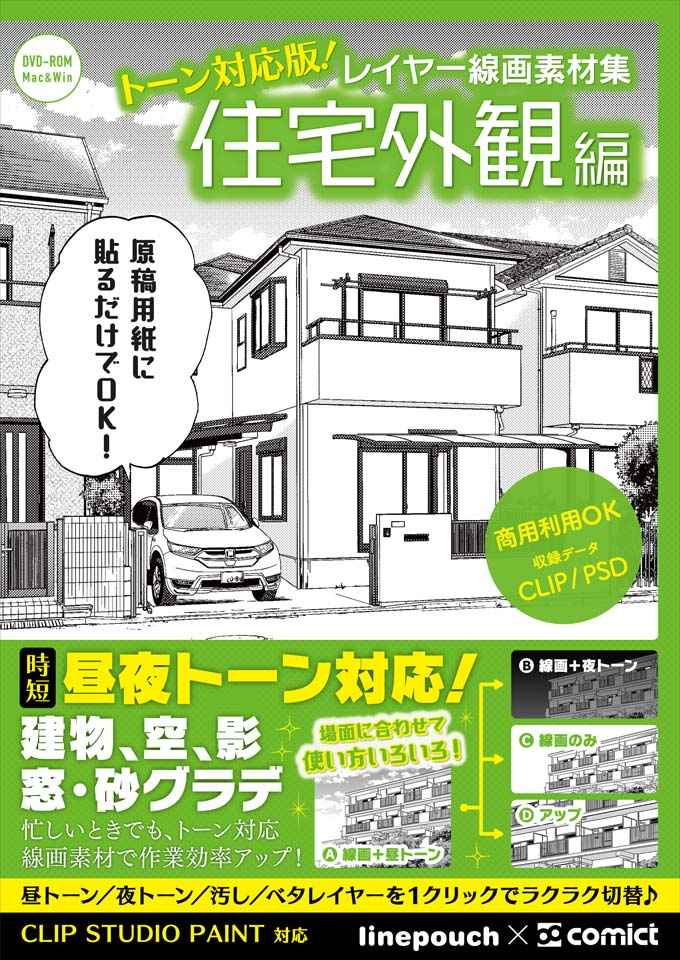 DVD-ROM
Mac&Win
トーン対応版！レイヤー線画素材集
住宅外観編
原稿用紙に
貼るだけでOK！
商用利用OK
収録データ
CLIP/PSD
時短
昼夜トーン対応！
建物、空、影
窓・砂グラデ
忙しいときでも、トーン対応
線画素材で作業効率アップ！
場面に合わせて
使い方いろいろ！
A 線画＋昼トーン
B 線画＋夜トーン
C 線画のみ
D アップ
昼トーン／夜トーン／汚し／ベタレイヤーを1クリックでラクラク切替♪
CLIP STUDIO PAINT 対応
linepouch × comict